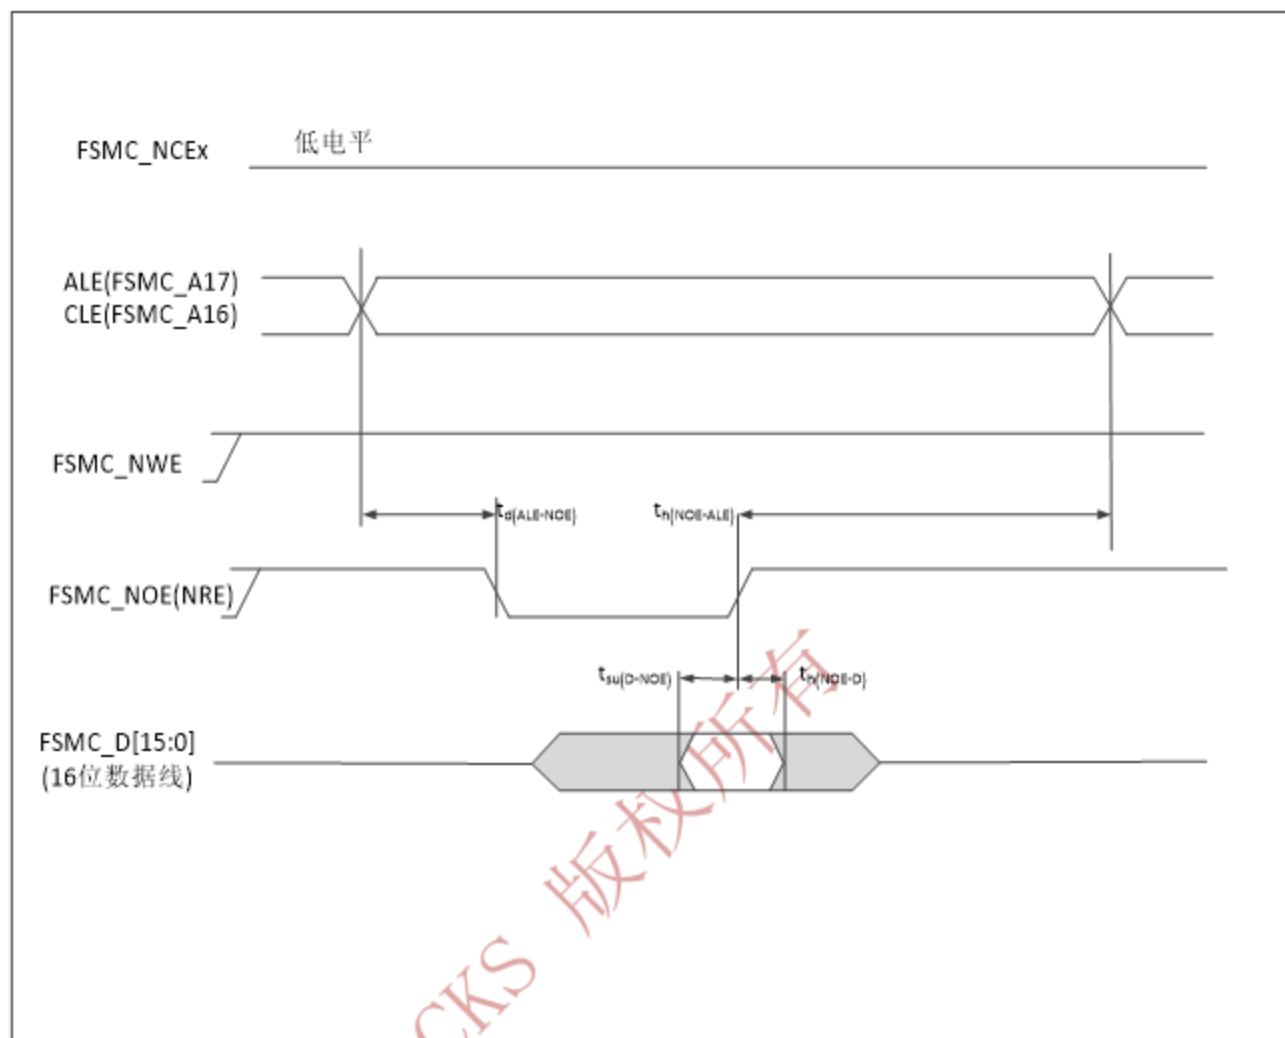 FSMC_NCEx
低电平
ALE(FSMC_A17)
CLE(FSMC_A16)
FSMC_NWE
td(ALE-NOE)
th(NOE-ALE)
FSMC_NOE(NRE)
tsu(D-NOE)
th(NOE-D)
FSMC_D[15:0]
(16位数据线)
CKS 版权所有